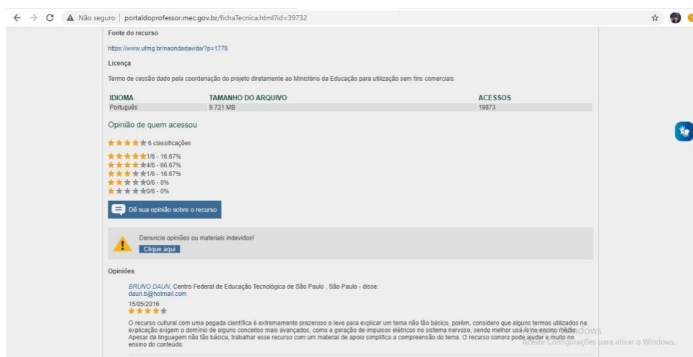 Não seguro | portaldoprofessor.mec.gov.br/fichaTecnica.html?id=39732
Fonte do recurso
https://www.ufmg.br/naondadavida/?p=1776
Licença
Termo de cessão dado pela coordenação do projeto diretamente ao Ministério da Educação para utilização sem fins comerciais
IDIOMA TAMANHO DO ARQUIVO ACESSOS
Português 9.721 MB 19873
Opinião de quem acessou
6 classificações
1/6 - 16.67%
4/6 - 66.67%
1/6 - 16.67%
0/6 - 0%
0/6 - 0%
Dê sua opinião sobre o recurso
Denuncie opiniões ou materiais indevidos!
Clique aqui
Opiniões
BRUNO DAUN, Centro Federal de Educação Tecnológica de São Paulo , São Paulo - disse:
daun.b@hotmail.com
15/05/2016
O recurso cultural com uma pegada científica é extremamente prazeroso e leve para explicar um tema não tão básico, porém, considero que alguns termos utilizados na
explicação exigem o domínio de alguns conceitos mais avançados, como a geração de impulsos elétricos no sistema nervoso, sendo melhor usá-lo no ensino médio.
Apesar da linguagem não tão básica, trabalhar esse recurso com um material de apoio simplifica a compreensão do tema. O recurso sonoro pode ajudar e muito no
ensino do conteúdo.
Acesse Configurações para ativar o Windows.